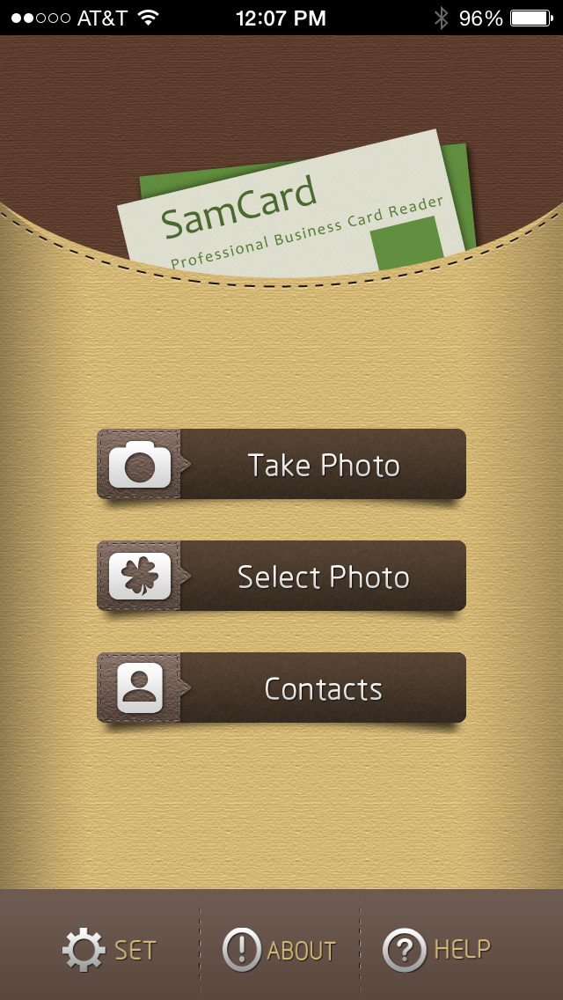 AT&T 12:07 PM 96%
SamCard
Professional Business Card Reader
Take Photo
Select Photo
Contacts
SET ABOUT HELP